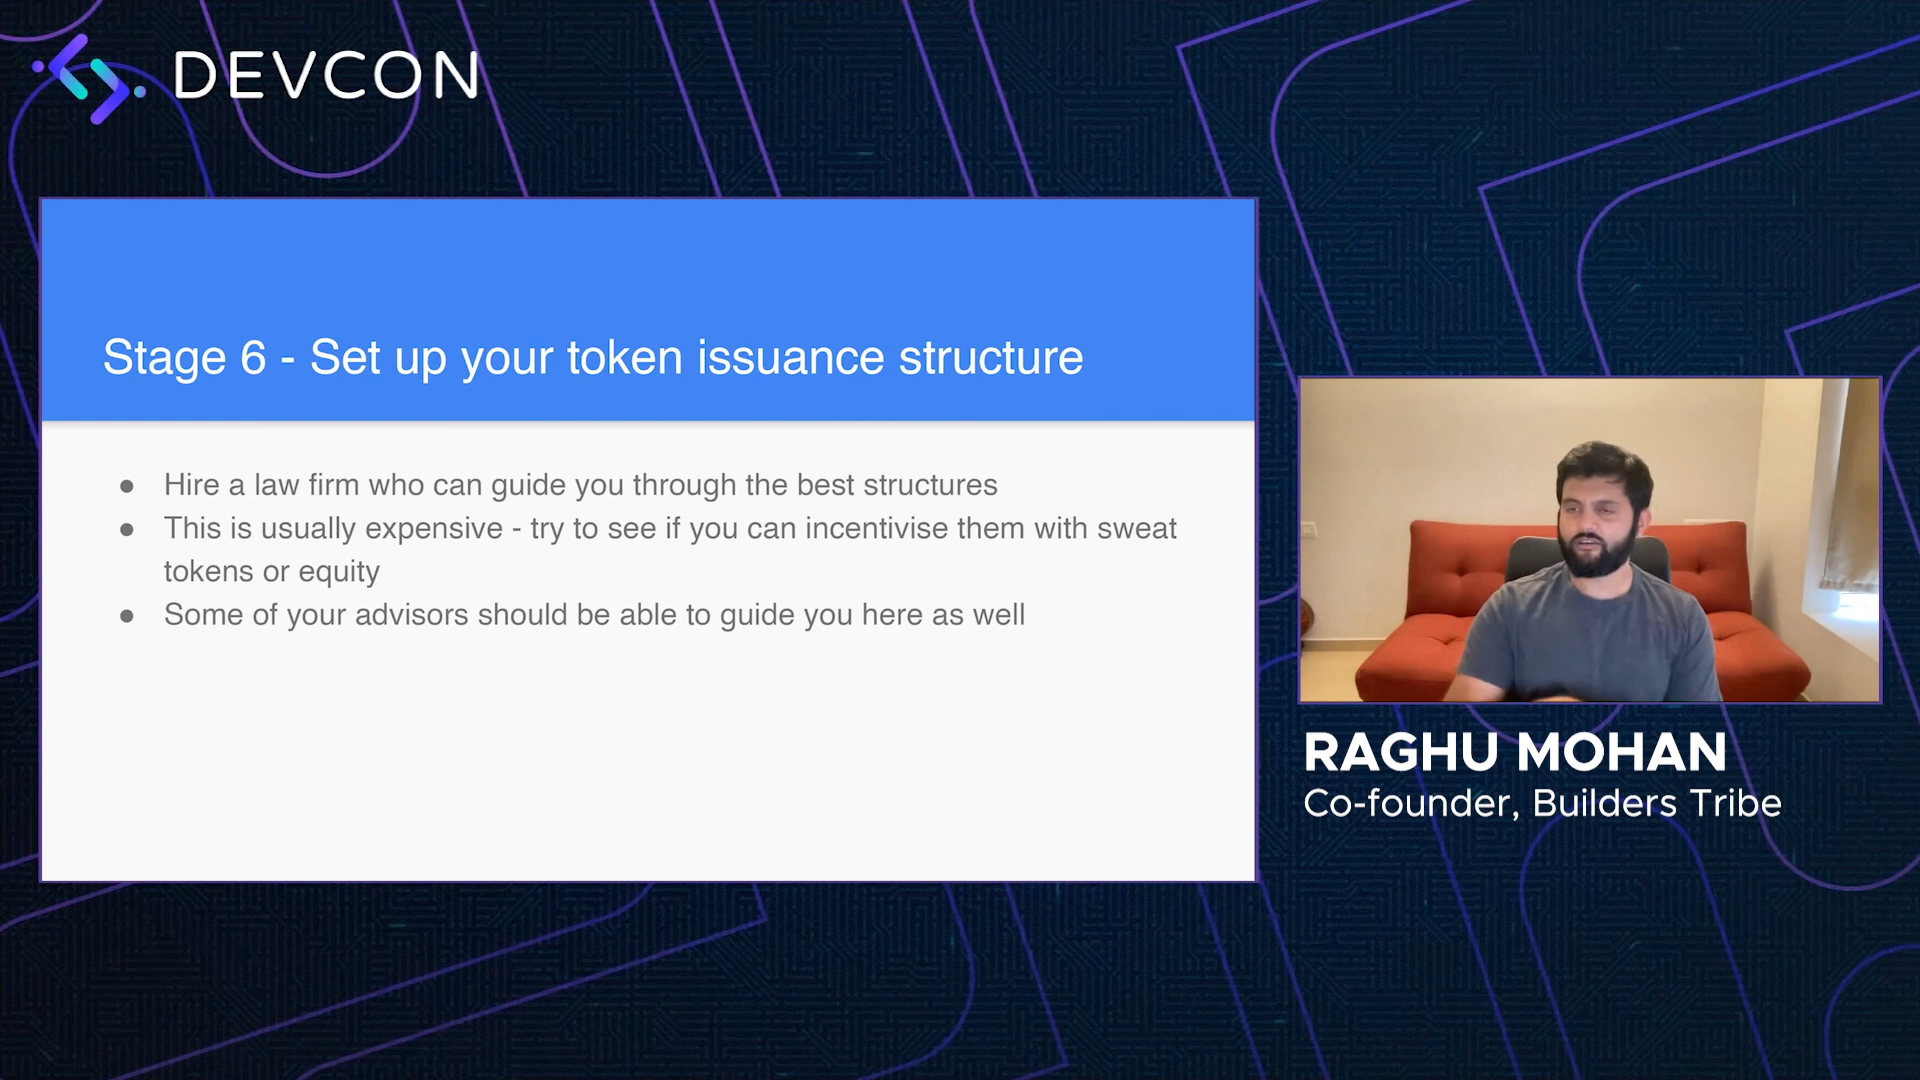 DEVCON
Stage 6 - Set up your token issuance structure
● Hire a law firm who can guide you through the best structures
● This is usually expensive - try to see if you can incentivise them with sweat
tokens or equity
● Some of your advisors should be able to guide you here as well
RAGHU MOHAN
Co-founder, Builders Tribe